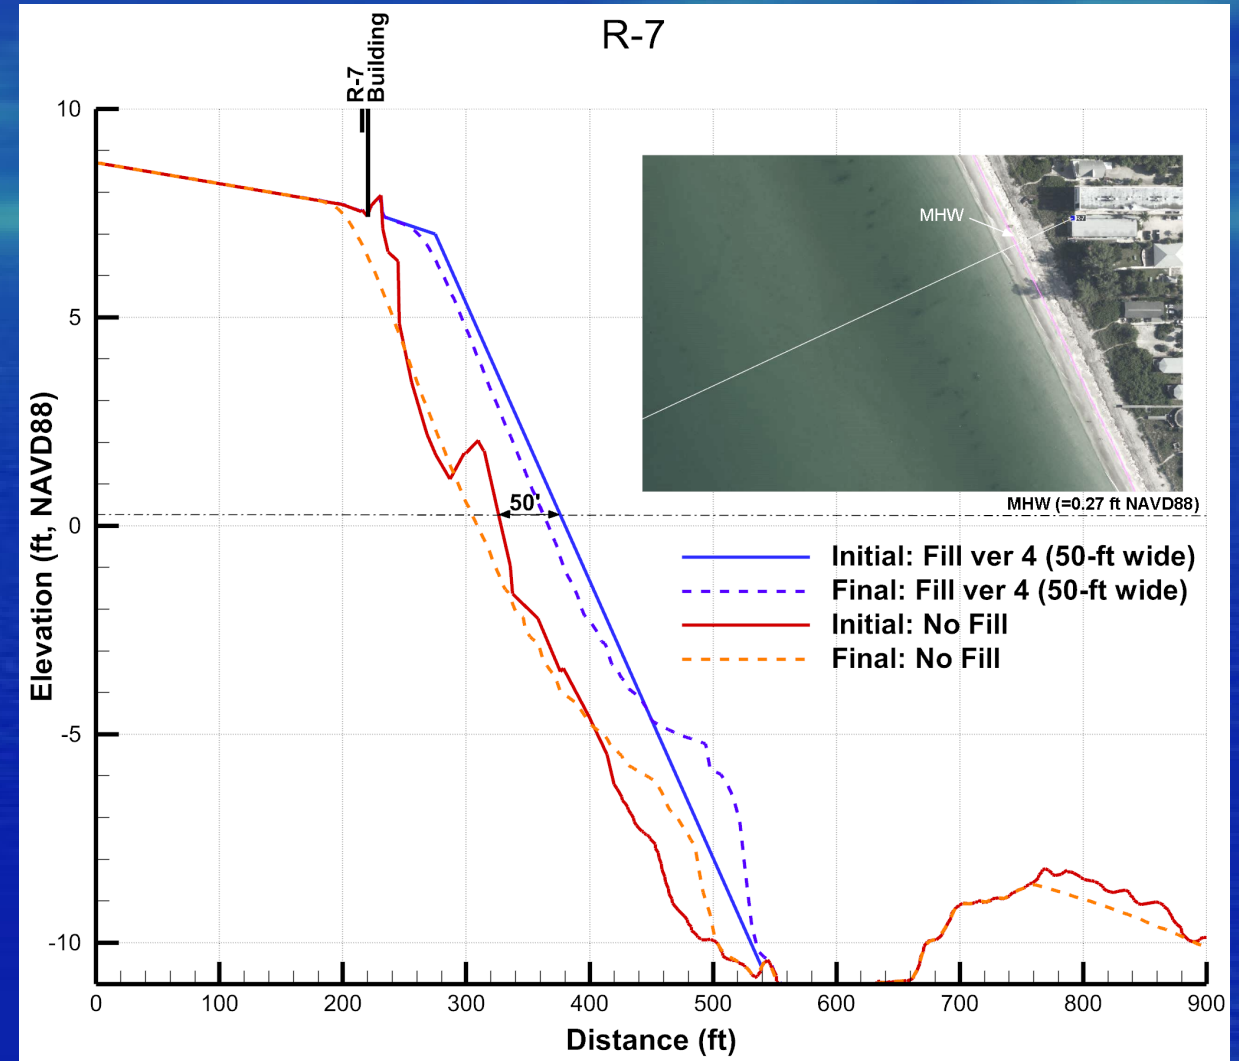 R-7
R-7
Building
10
5
0
-5
-10
Elevation (ft, NAVD88)
MHW
MHW (=0.27 ft NAVD88)
50'
Initial: Fill ver 4 (50-ft wide)
Final: Fill ver 4 (50-ft wide)
Initial: No Fill
Final: No Fill
0 100 200 300 400 500 600 700 800 900
Distance (ft)